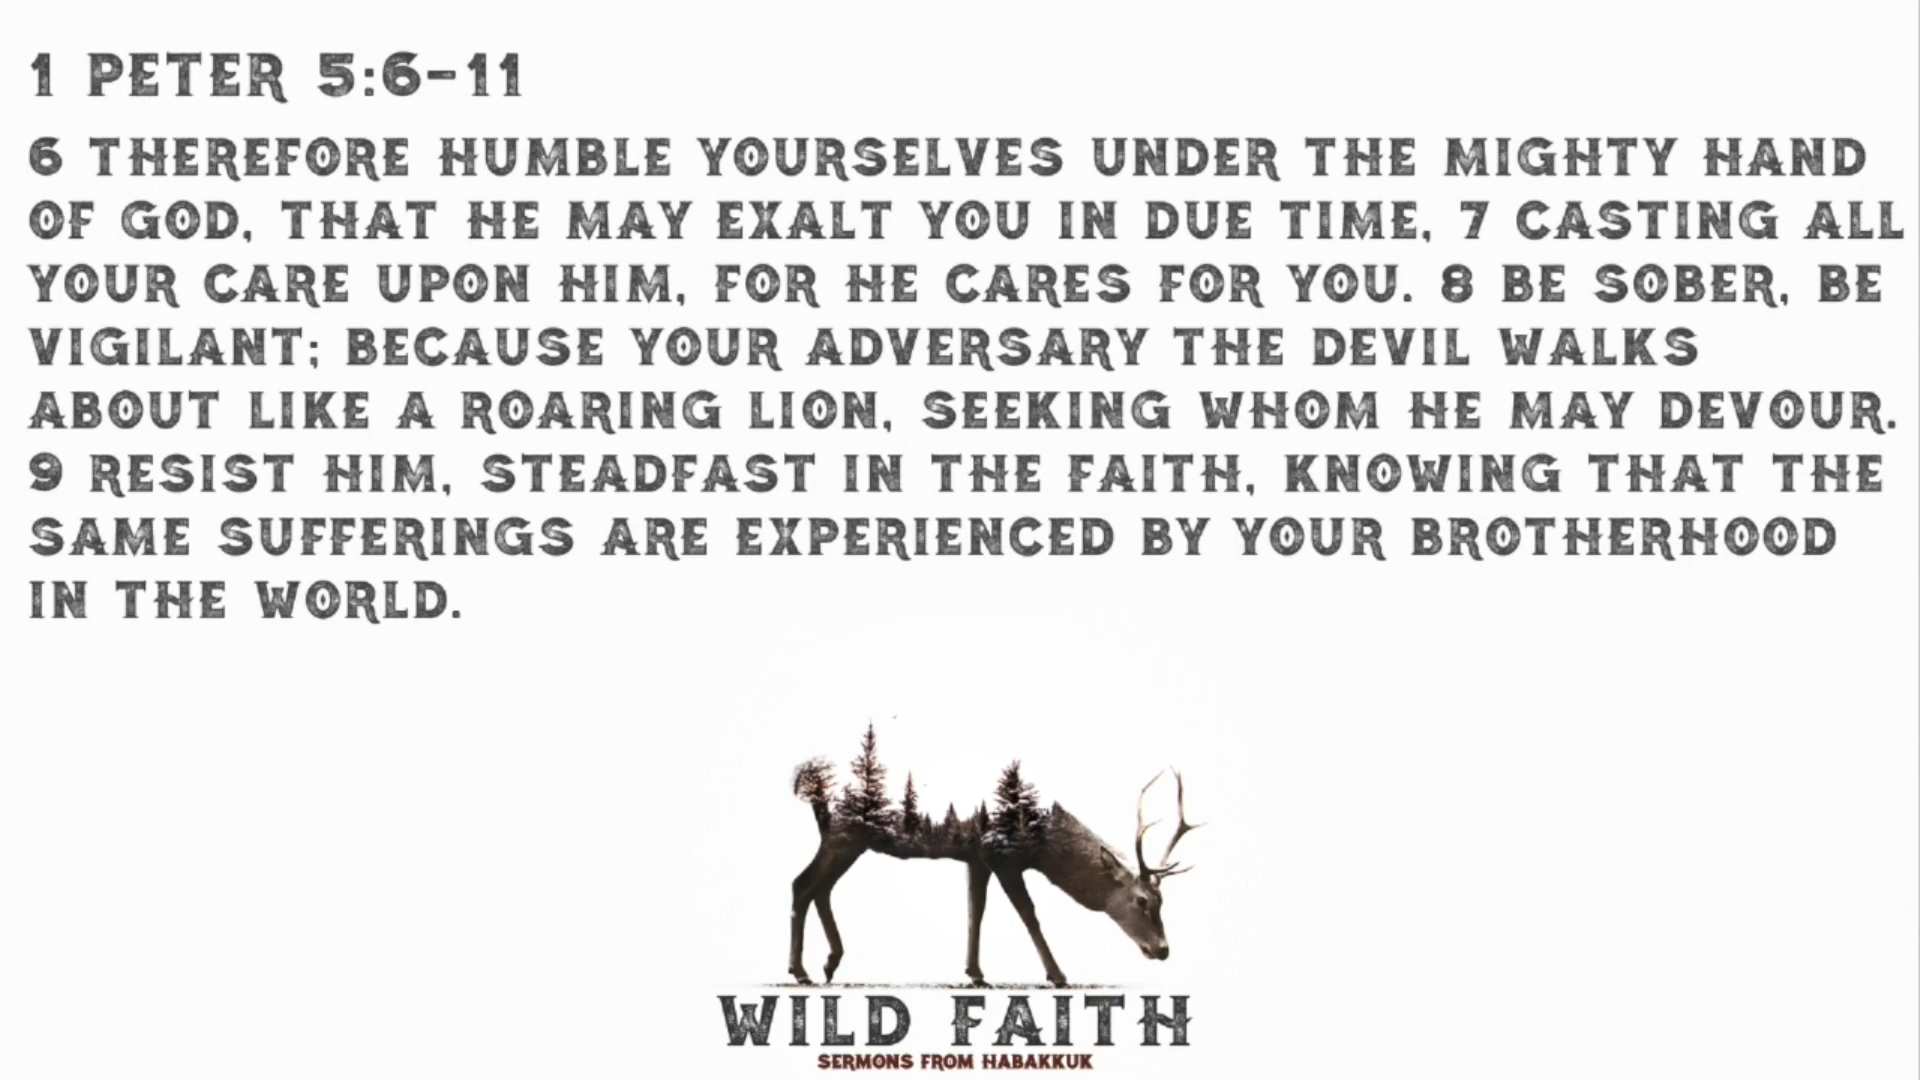 1 PETER 5:6-11
6 THEREFORE HUMBLE YOURSELVES UNDER THE MIGHTY HAND
OF GOD, THAT HE MAY EXALT YOU IN DUE TIME, 7 CASTING ALL
YOUR CARE UPON HIM, FOR HE CARES FOR YOU. 8 BE SOBER, BE
VIGILANT; BECAUSE YOUR ADVERSARY THE DEVIL WALKS
ABOUT LIKE A ROARING LION, SEEKING WHOM HE MAY DEVOUR.
9 RESIST HIM, STEADFAST IN THE FAITH, KNOWING THAT THE
SAME SUFFERINGS ARE EXPERIENCED BY YOUR BROTHERHOOD
IN THE WORLD.
WILD FAITH
SERMONS FROM HABAKKUK